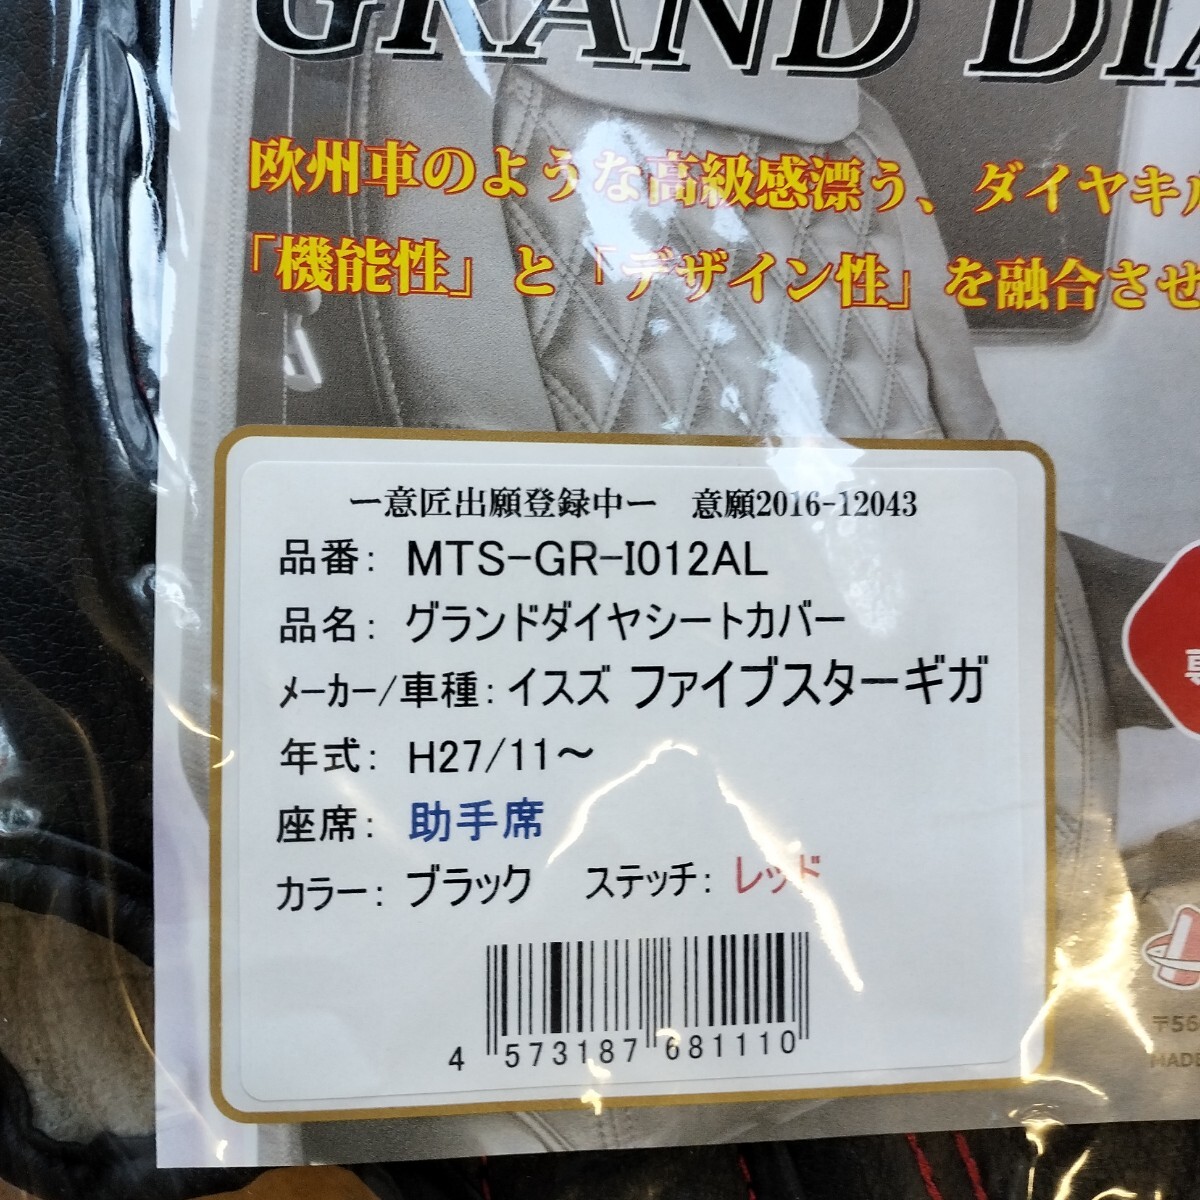 GRAND DIA
欧州車のような高級感漂う、ダイヤキル
「機能性」と「デザイン性」を融合させ
ー意匠出願登録中ー 意願2016-12043
品番: MTS-GR-I012AL
品名: グランドダイヤシートカバー
メーカー/車種: イスズ ファイブスターギガ
年式: H27/11～
座席: 助手席
カラー: ブラック ステッチ: レッド
4 573187 681110
〒56
MADE